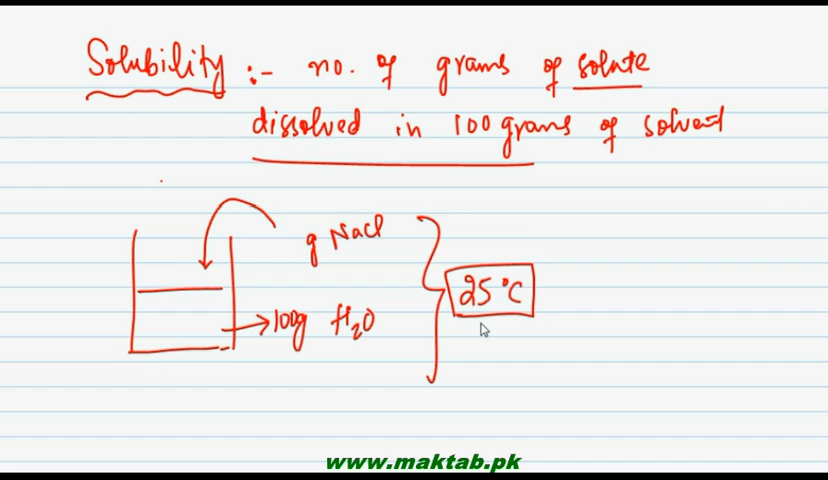 Solubility :- no. of grams of solute
dissolved in 100 grams of solvent
g NaCl
25°C
100g H₂O
www.maktab.pk